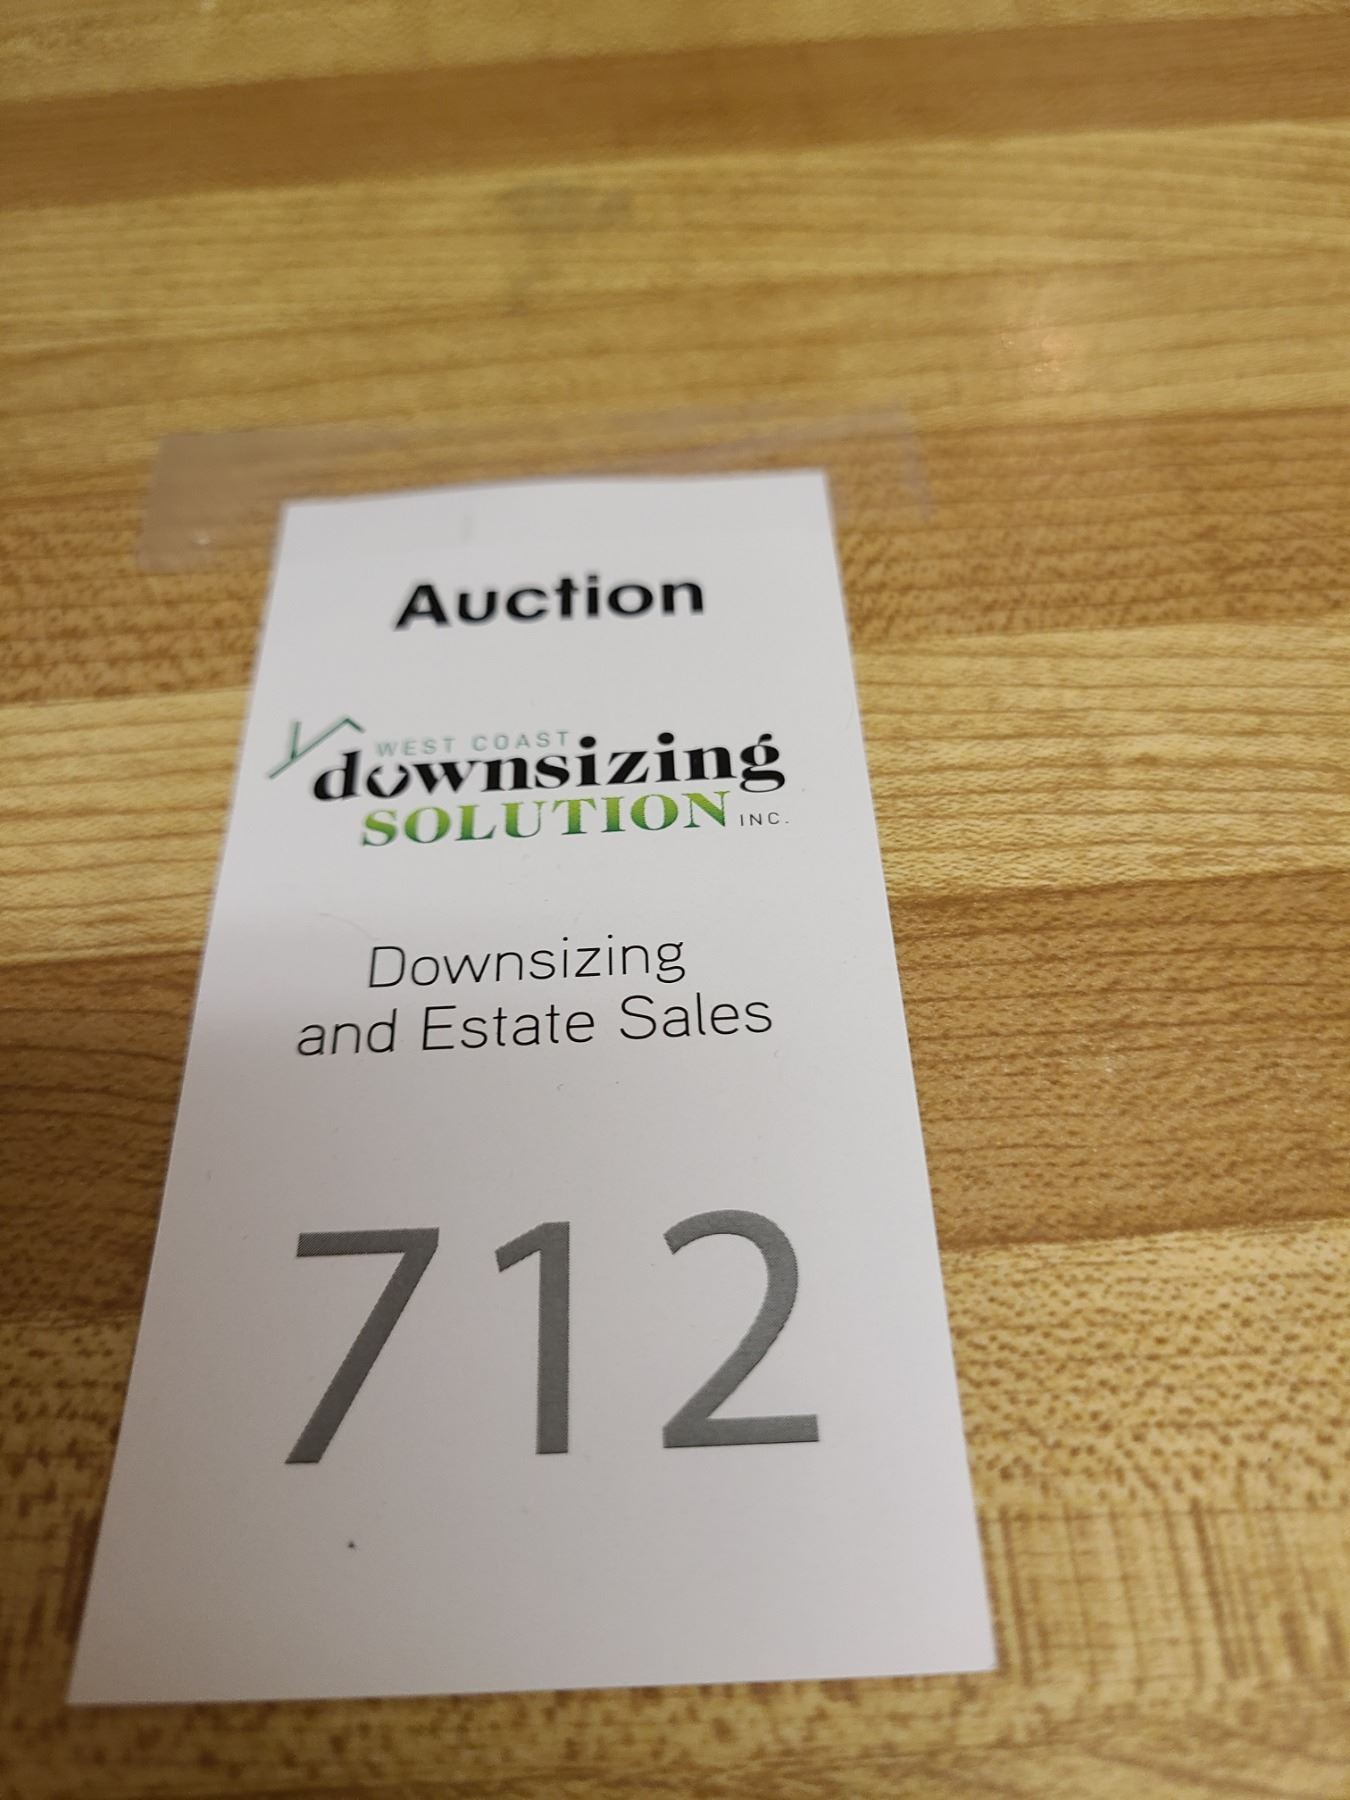 Auction
WEST COAST
downsizing
SOLUTION INC.
Downsizing
and Estate Sales
712